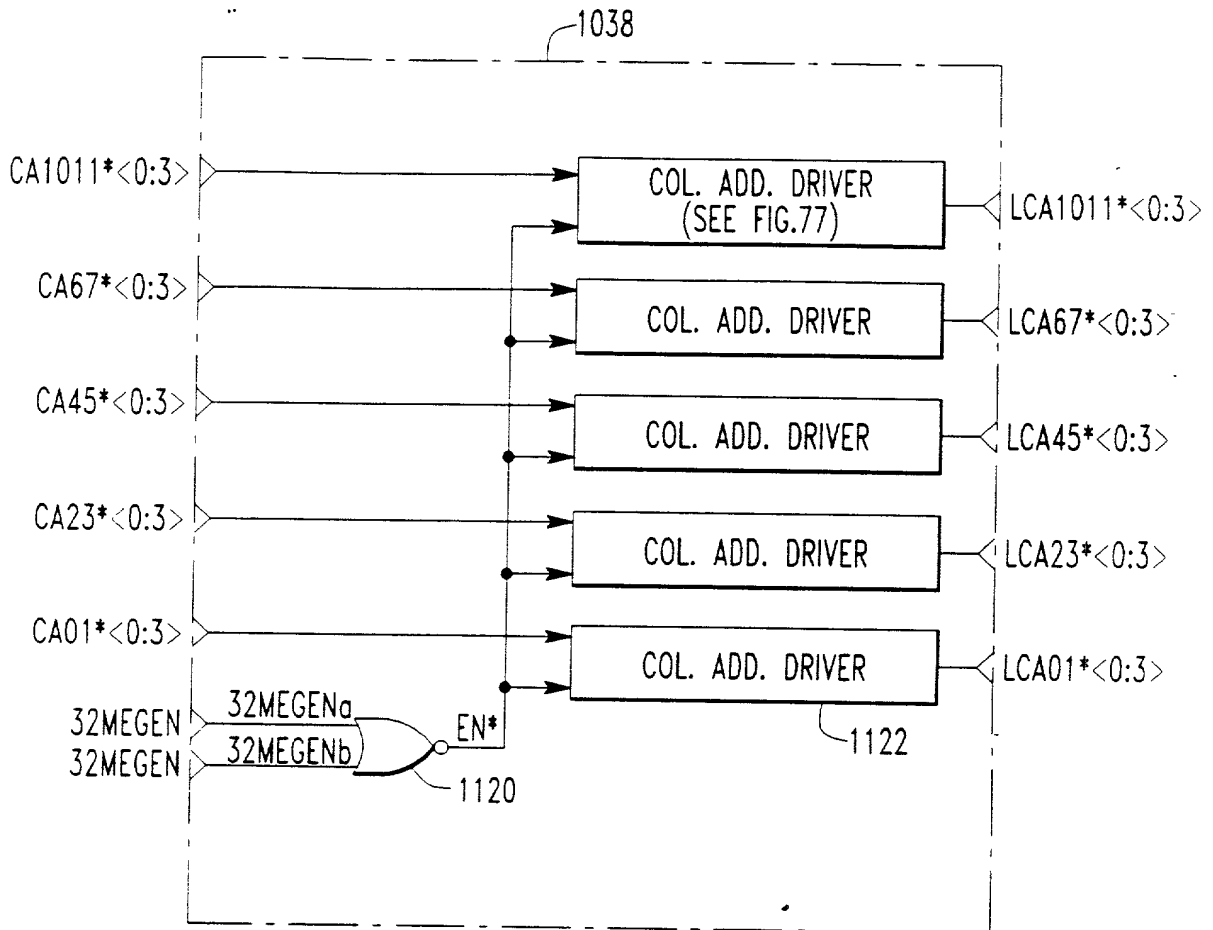 1038
CA1011*<0:3>
COL. ADD. DRIVER
(SEE FIG.77)
LCA1011*<0:3>
CA67*<0:3>
COL. ADD. DRIVER
LCA67*<0:3>
CA45*<0:3>
COL. ADD. DRIVER
LCA45*<0:3>
CA23*<0:3>
COL. ADD. DRIVER
LCA23*<0:3>
CA01*<0:3>
COL. ADD. DRIVER
LCA01*<0:3>
32MEGEN
32MEGENa
EN*
1122
32MEGEN
32MEGENb
1120